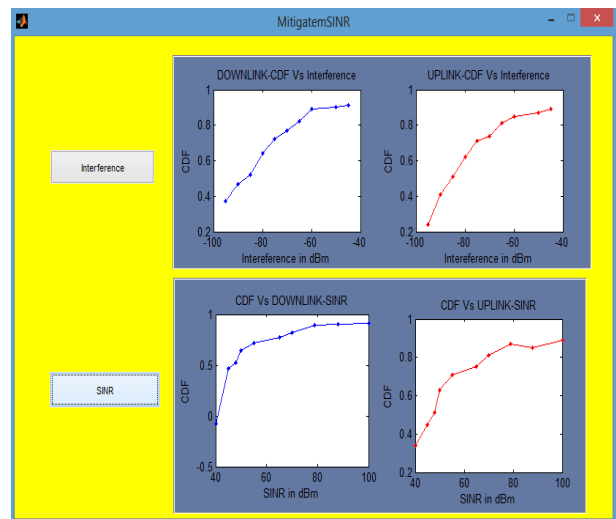 MitigatemSINR
Interference
DOWNLINK-CDF Vs Interference
1
0.8
0.6
0.4
0.2
CDF
-100 -80 -60 -40
Intereference in dBm
UPLINK-CDF Vs Interference
1
0.8
0.6
0.4
0.2
CDF
-100 -80 -60 -40
Intereference in dBm
SINR
CDF Vs DOWNLINK-SINR
1
0.5
0
-0.5
CDF
40 60 80 100
SINR in dBm
CDF Vs UPLINK-SINR
1
0.8
0.6
0.4
0.2
CDF
40 60 80 100
SINR in dBm